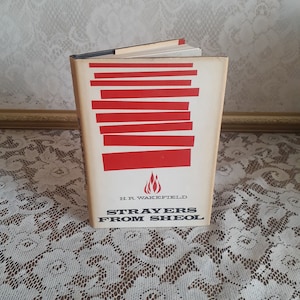 H. R. WAKEFIELD
STRAYERS
FROM SHEOL